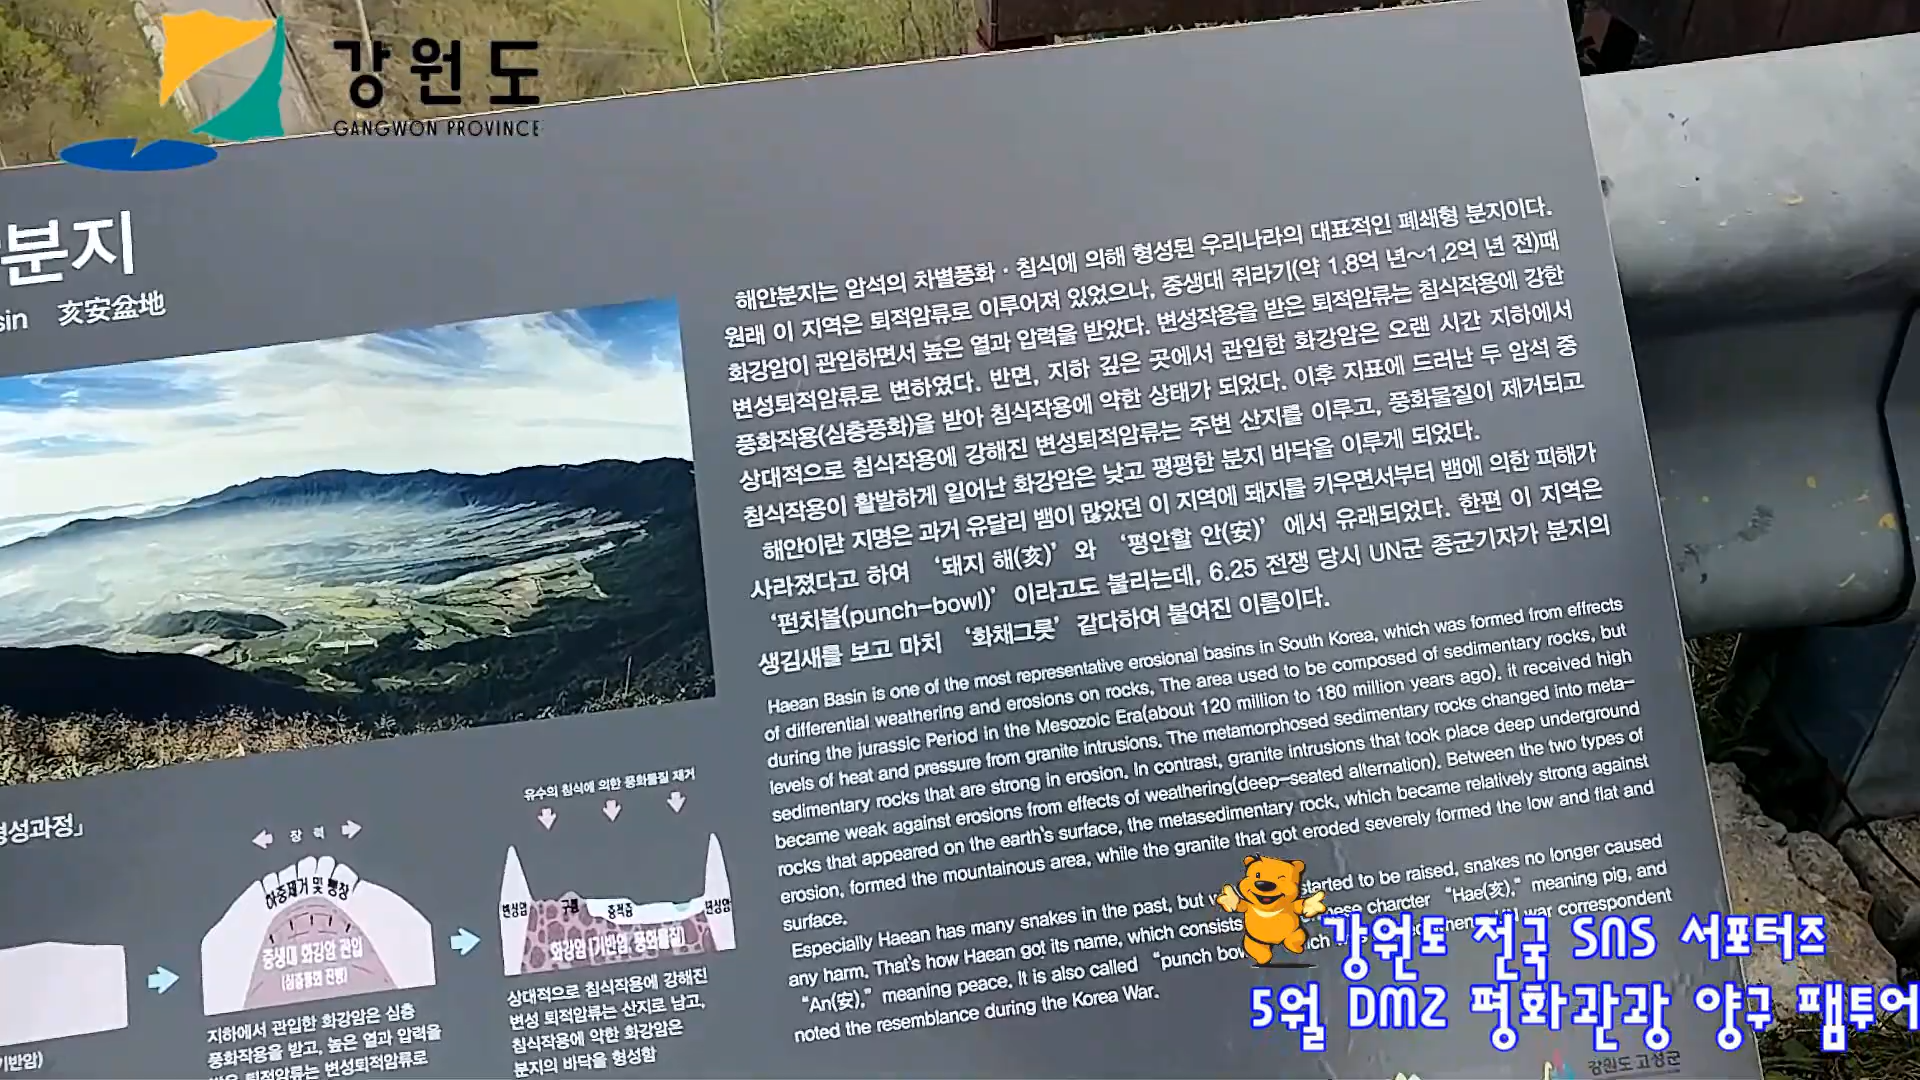 강원도
GANGWON PROVINCE
분지
sin 亥安盆地
해안분지는 암석의 차별풍화·침식에 의해 형성된 우리나라의 대표적인 폐쇄형 분지이다.
원래 이 지역은 퇴적암류로 이루어져 있었으나, 중생대 쥐라기(약 1.8억 년~1.2억 년 전)때
화강암이 관입하면서 높은 열과 압력을 받았다. 변성작용을 받은 퇴적암류는 침식작용에 강한
변성퇴적암류로 변하였다. 반면, 지하 깊은 곳에서 관입한 화강암은 오랜 시간 지하에서
풍화작용(심층풍화)을 받아 침식작용에 약한 상태가 되었다. 이후 지표에 드러난 두 암석 중
상대적으로 침식작용에 강해진 변성퇴적암류는 주변 산지를 이루고, 풍화물질이 제거되고
침식작용이 활발하게 일어난 화강암은 낮고 평평한 분지 바닥을 이루게 되었다.
해안이란 지명은 과거 유달리 뱀이 많았던 이 지역에 돼지를 키우면서부터 뱀에 의한 피해가
사라졌다고 하여 ‘돼지 해(亥)’와 ‘평안할 안(安)’에서 유래되었다. 한편 이 지역은
‘펀치볼(punch-bowl)’이라고도 불리는데, 6.25 전쟁 당시 UN군 종군기자가 분지의
생김새를 보고 마치 ‘화채그릇’같다하여 붙여진 이름이다.
Haean Basin is one of the most representative erosional basins in South Korea, which was formed from effrects
of differential weathering and erosions on rocks. The area used to be composed of sedimentary rocks, but
during the jurassic Period in the Mesozoic Era(about 120 million to 180 million years ago), it received high
levels of heat and pressure from granite intrusions. The metamorphosed sedimentary rocks changed into meta-
sedimentary rocks that are strong in erosion. In contrast, granite intrusions that took place deep underground
became weak against erosions from effects of weathering(deep-seated alternation). Between the two types of
rocks that appeared on the earth's surface, the metasedimentary rock, which became relatively strong against
erosion, formed the mountainous area, while the granite that got eroded severely formed the low and flat and
surface.
Especially Haean has many snakes in the past, but started to be raised, snakes no longer caused
any harm. That's how Haean got its name, which consists charcter “Hae(亥),” meaning pig, and
“An(安),” meaning peace. It is also called “punch bow war correspondent
noted the resemblance during the Korea War.
형성과정」
장 력
하중제거 및 팽창
중생대 화강암 관입
(심층풍화 진행)
지하에서 관입한 화강암은 심층
풍화작용을 받고, 높은 열과 압력을
받은 퇴적암류는 변성퇴적암류로
기반암)
유수의 침식에 의한 풍화물질 제거
변성암 구릉 충적층 변성암
화강암 (기반암, 풍화물질)
상대적으로 침식작용에 강해진
변성 퇴적암류는 산지로 남고,
침식작용에 약한 화강암은
분지의 바닥을 형성함
강원도 전국 SNS 서포터즈
5월 DMZ 평화관광 양구 팸투어
강원도 고성군